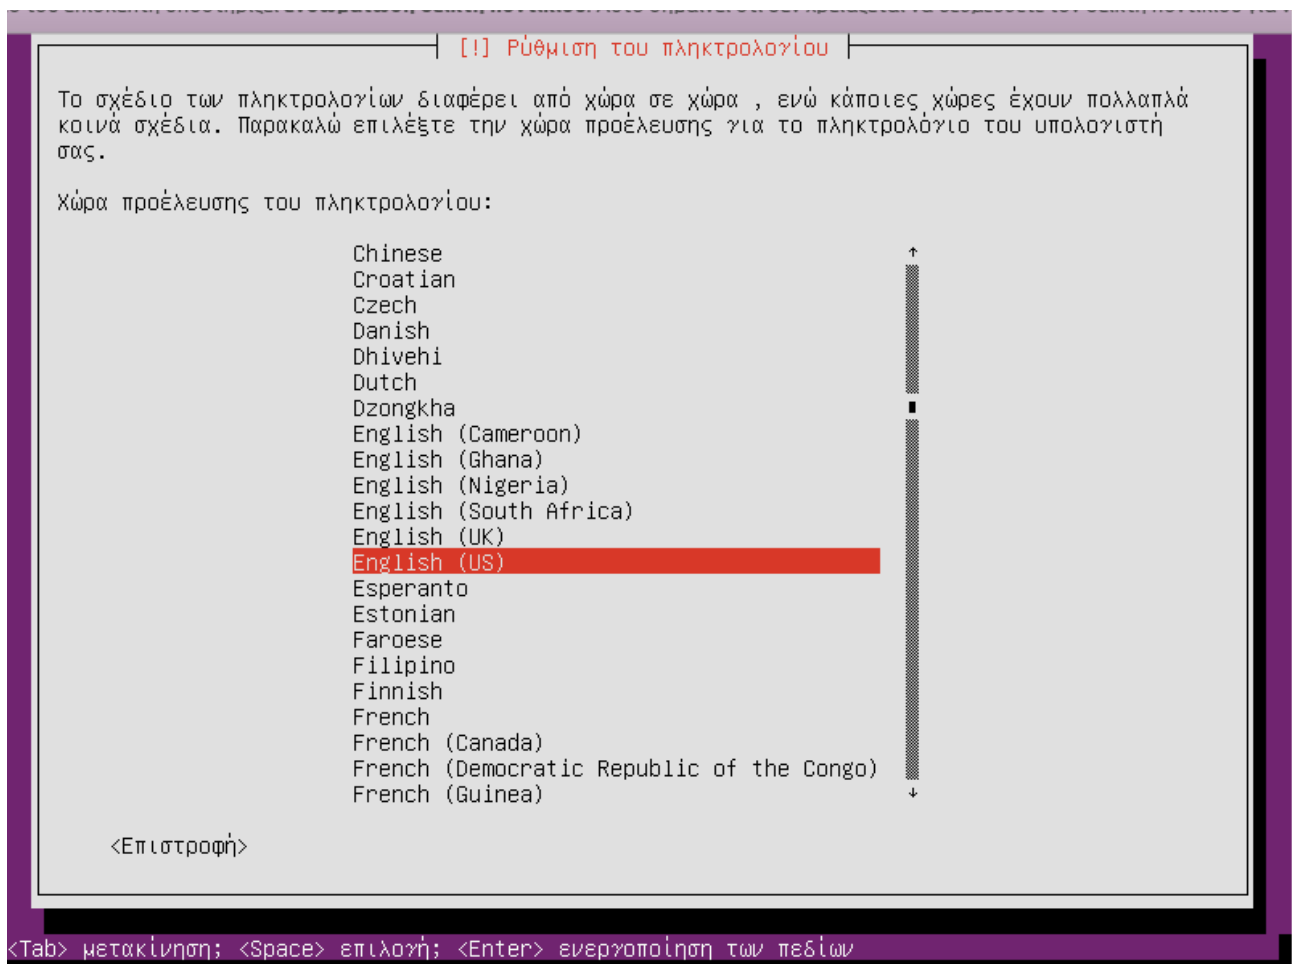 [!] Ρύθμιση του πληκτρολογίου
Το σχέδιο των πληκτρολογίων διαφέρει από χώρα σε χώρα , ενώ κάποιες χώρες έχουν πολλαπλά
κοινά σχέδια. Παρακαλώ επιλέξτε την χώρα προέλευσης για το πληκτρολόγιο του υπολογιστή
σας.
Χώρα προέλευσης του πληκτρολογίου:
Chinese
Croatian
Czech
Danish
Dhivehi
Dutch
Dzongkha
English (Cameroon)
English (Ghana)
English (Nigeria)
English (South Africa)
English (UK)
English (US)
Esperanto
Estonian
Faroese
Filipino
Finnish
French
French (Canada)
French (Democratic Republic of the Congo)
French (Guinea)
<Επιστροφή>
<Tab> μετακίνηση; <Space> επιλογή; <Enter> ενεργοποίηση των πεδίων